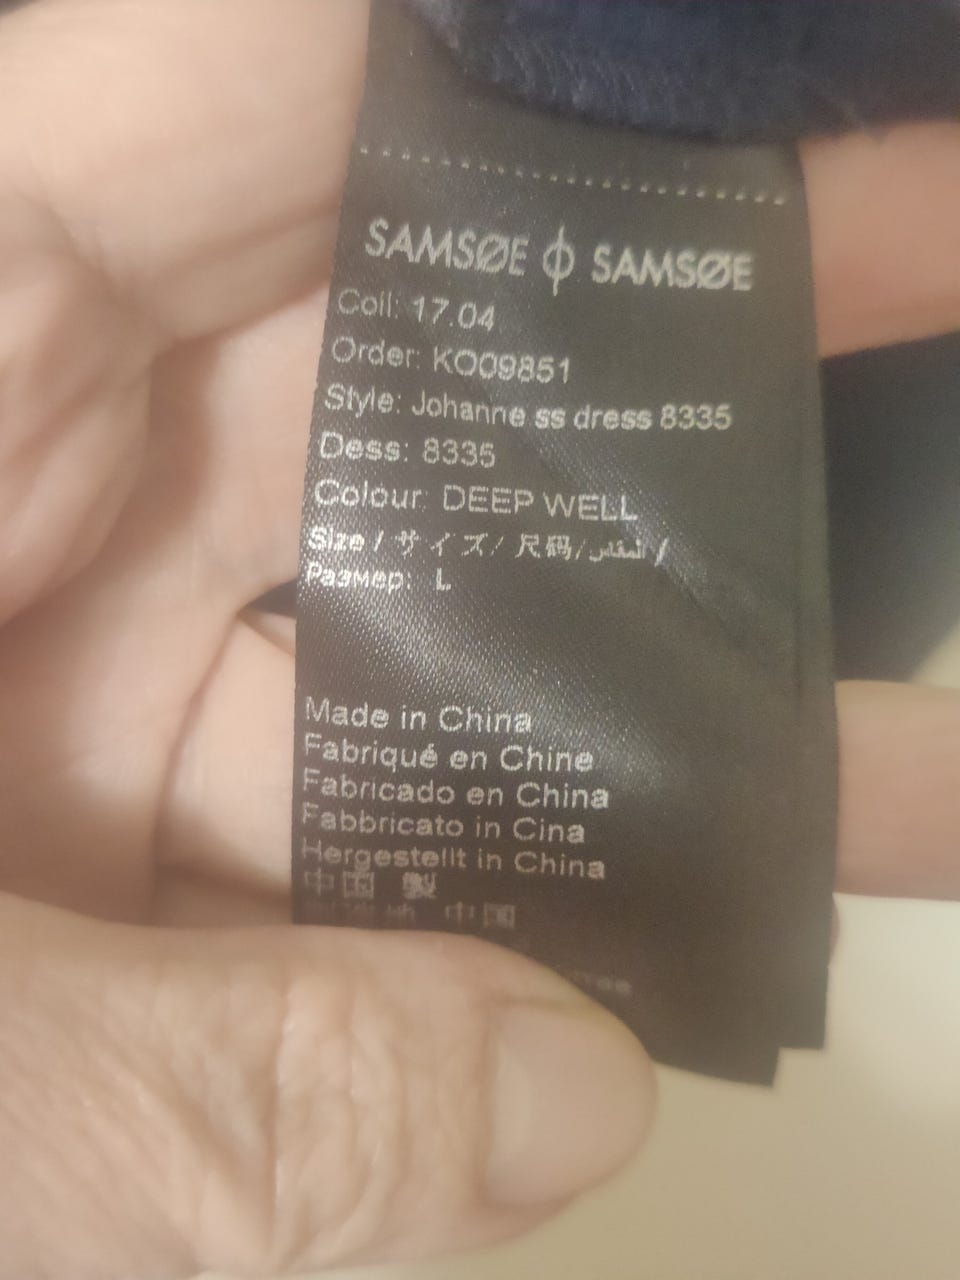 SAMSØE ϕ SAMSØE
Coll: 17.04
Order: KO09851
Style: Johanne ss dress 8335
Dess: 8335
Colour: DEEP WELL
Size / サイズ/ 尺码/المقاس /
Размер: L
Made in China
Fabriqué en Chine
Fabricado en China
Fabbricato in Cina
Hergestellt in China
中国 製
中国